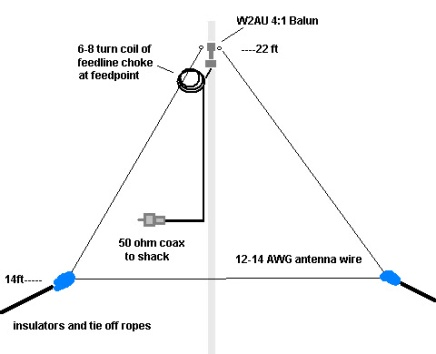 W2AU 4:1 Balun
6-8 turn coil of
feedline choke
at feedpoint
----22 ft
50 ohm coax
to shack
12-14 AWG antenna wire
14ft-----
insulators and tie off ropes